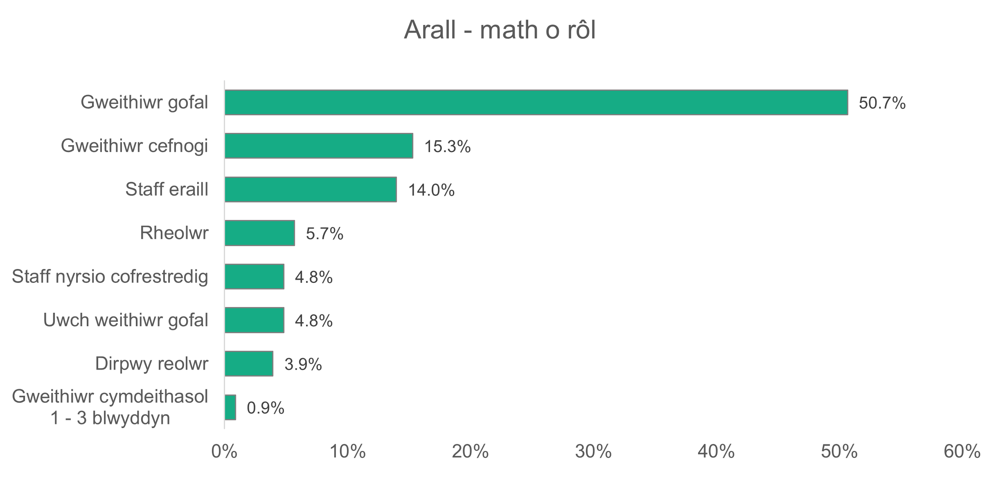 Arall - math o rôl
Gweithiwr gofal
50.7%
Gweithiwr cefnogi
15.3%
Staff eraill
14.0%
Rheolwr
5.7%
Staff nyrsio cofrestredig
4.8%
Uwch weithiwr gofal
4.8%
Dirpwy reolwr
3.9%
Gweithiwr cymdeithasol
1 - 3 blwyddyn
0.9%
0% 10% 20% 30% 40% 50% 60%